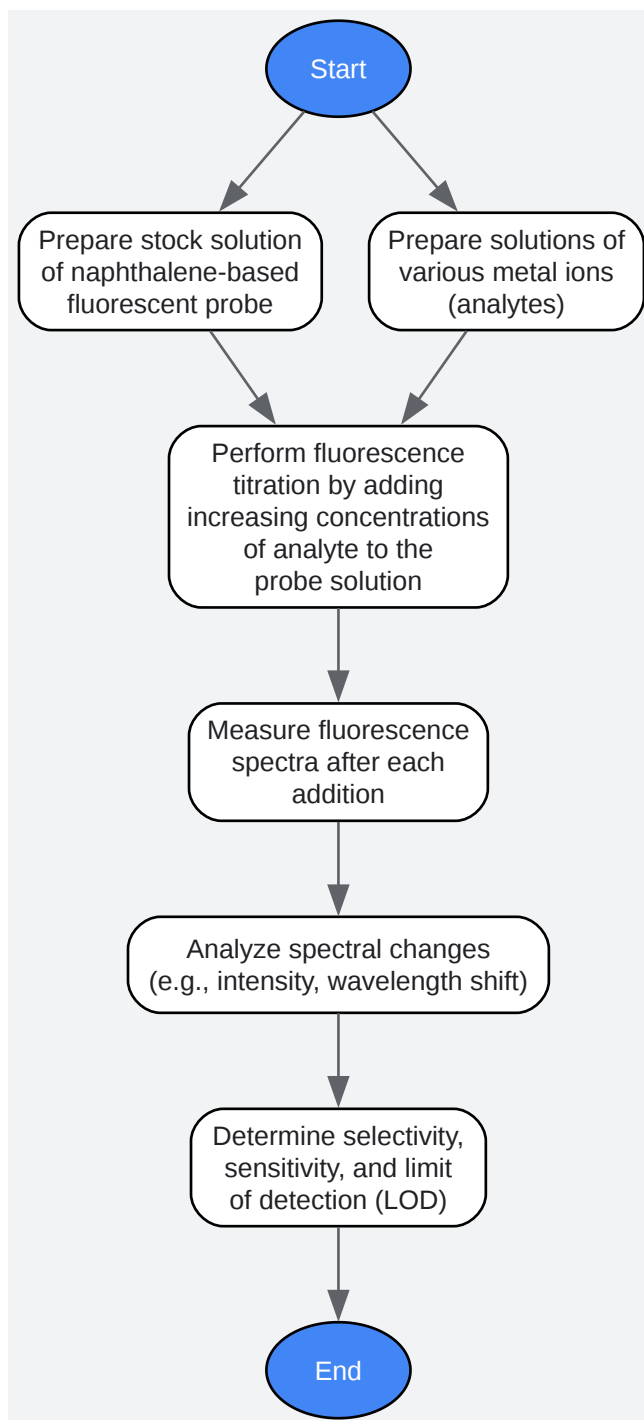 Start
Prepare stock solution
of naphthalene-based
fluorescent probe
Prepare solutions of
various metal ions
(analytes)
Perform fluorescence
titration by adding
increasing concentrations
of analyte to the
probe solution
Measure fluorescence
spectra after each
addition
Analyze spectral changes
(e.g., intensity, wavelength shift)
Determine selectivity,
sensitivity, and limit
of detection (LOD)
End